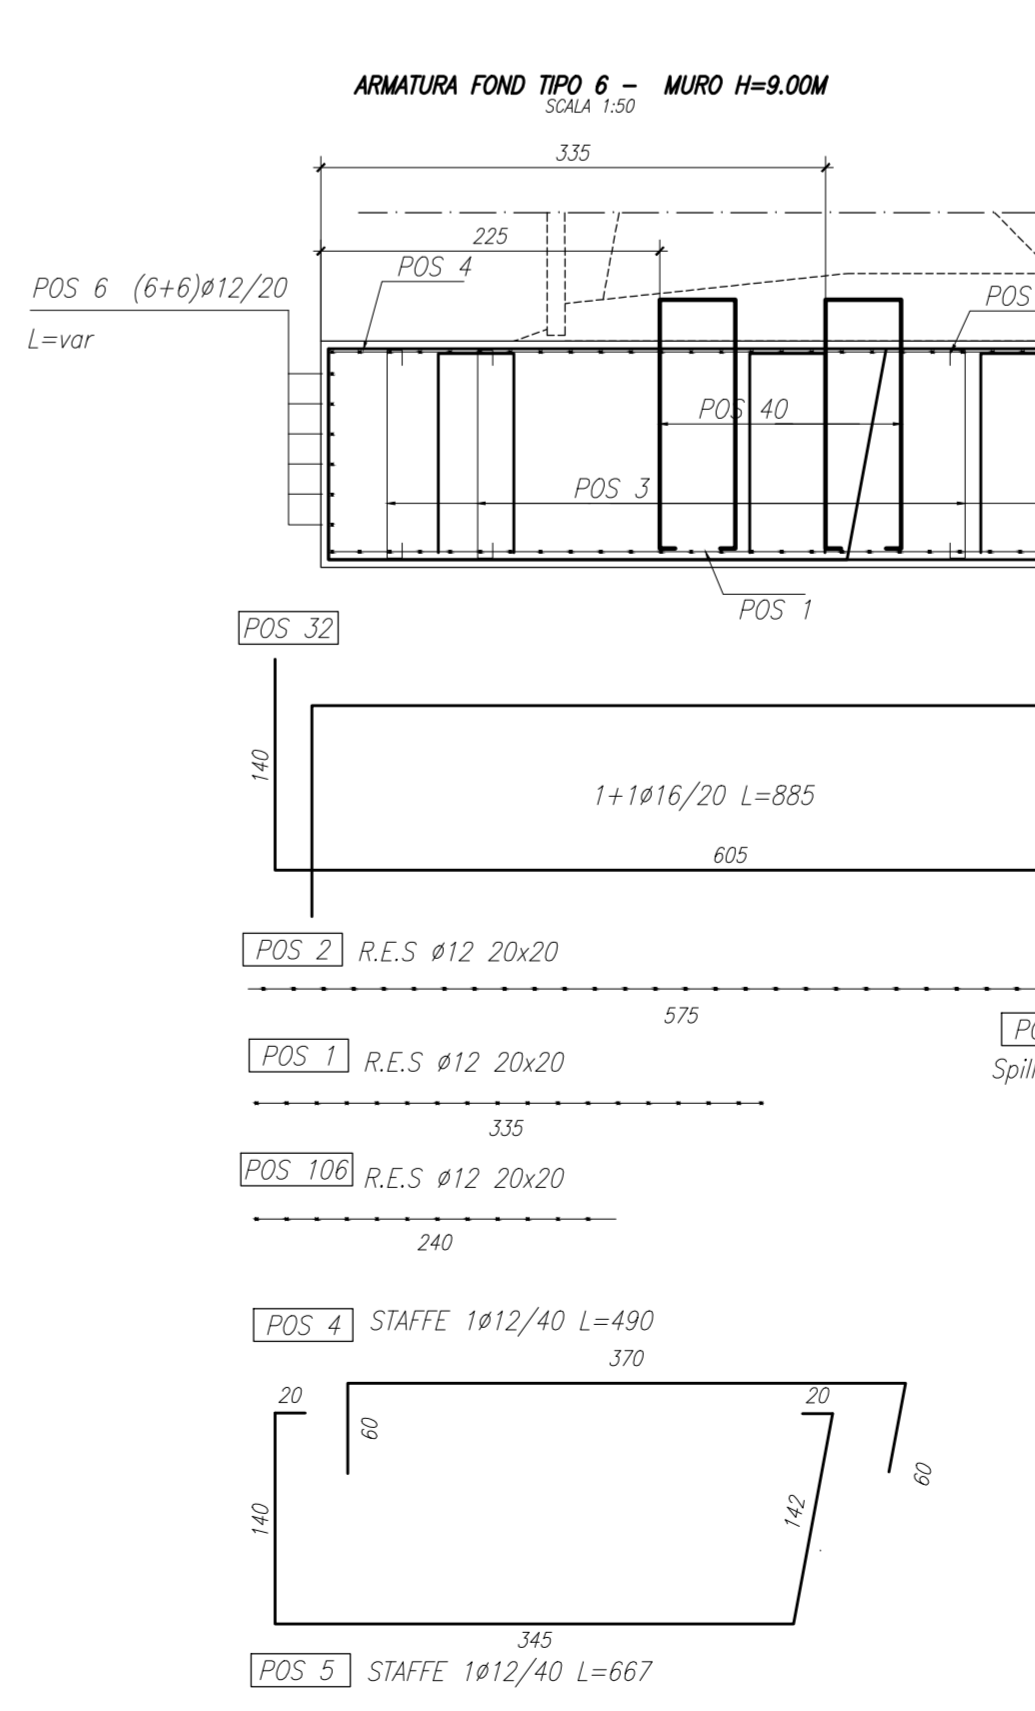 ARMATURA FOND TIPO 6 - MURO H=9.00M
SCALA 1:50
335
225
POS 4
POS 6 (6+6)ø12/20
L=var
POS
POS 40
POS 3
POS 1
POS 32
140
1+1ø16/20 L=885
605
POS 2 R.E.S ø12 20x20
575
POS 1 R.E.S ø12 20x20
335
POS 106 R.E.S ø12 20x20
240
POS 4 STAFFE 1ø12/40 L=490
370
20
20
60
60
140
142
345
POS 5 STAFFE 1ø12/40 L=667